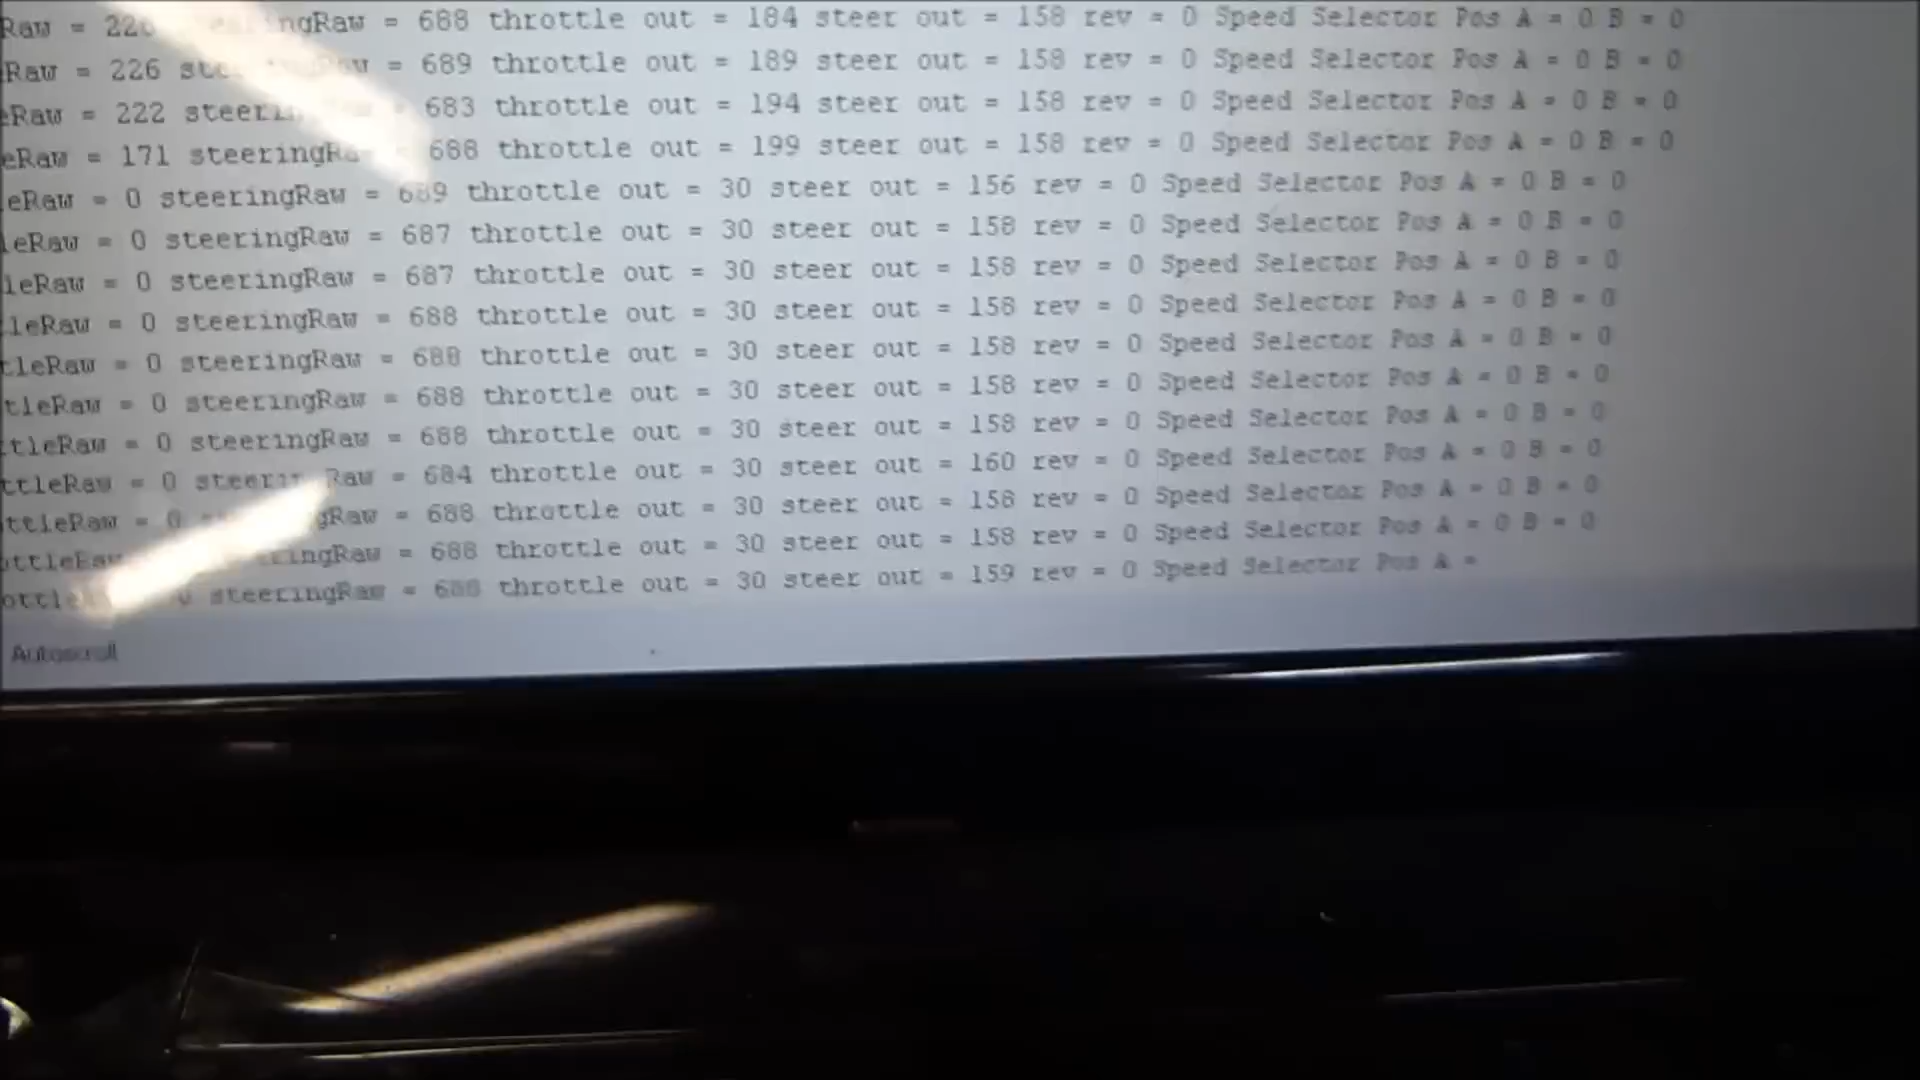 Raw = 226 ngRaw = 688 throttle out = 184 steer out = 158 rev = 0 Speed Selector Pos A = 0 B = 0
Raw = 226 = 689 throttle out = 189 steer out = 158 rev = 0 Speed Selector Pos A = 0 B = 0
eRaw = 222 = 683 throttle out = 194 steer out = 158 rev = 0 Speed Selector Pos A = 0 B = 0
eRaw = 171 steeringRa = 688 throttle out = 199 steer out = 158 rev = 0 Speed Selector Pos A = 0 B = 0
eRaw = 0 steeringRaw = 689 throttle out = 30 steer out = 156 rev = 0 Speed Selector Pos A = 0 B = 0
leRaw = 0 steeringRaw = 687 throttle out = 30 steer out = 158 rev = 0 Speed Selector Pos A = 0 B = 0
leRaw = 0 steeringRaw = 687 throttle out = 30 steer out = 158 rev = 0 Speed Selector Pos A = 0 B = 0
leRaw = 0 steeringRaw = 688 throttle out = 30 steer out = 158 rev = 0 Speed Selector Pos A = 0 B = 0
tleRaw = 0 steeringRaw = 688 throttle out = 30 steer out = 158 rev = 0 Speed Selector Pos A = 0 B = 0
tleRaw = 0 steeringRaw = 688 throttle out = 30 steer out = 158 rev = 0 Speed Selector Pos A = 0 B = 0
ttleRaw = 0 steeringRaw = 688 throttle out = 30 steer out = 158 rev = 0 Speed Selector Pos A = 0 B = 0
ttleRaw = 0 steeringRaw = 684 throttle out = 30 steer out = 160 rev = 0 Speed Selector Pos A = 0 B = 0
ttleRaw = 0 gRaw = 688 throttle out = 30 steer out = 158 rev = 0 Speed Selector Pos A = 0 B = 0
ottleRaw eringRaw = 688 throttle out = 30 steer out = 158 rev = 0 Speed Selector Pos A = 0 B = 0
ottle 0 steeringRaw = 688 throttle out = 30 steer out = 159 rev = 0 Speed Selector Pos A =
Autoscroll